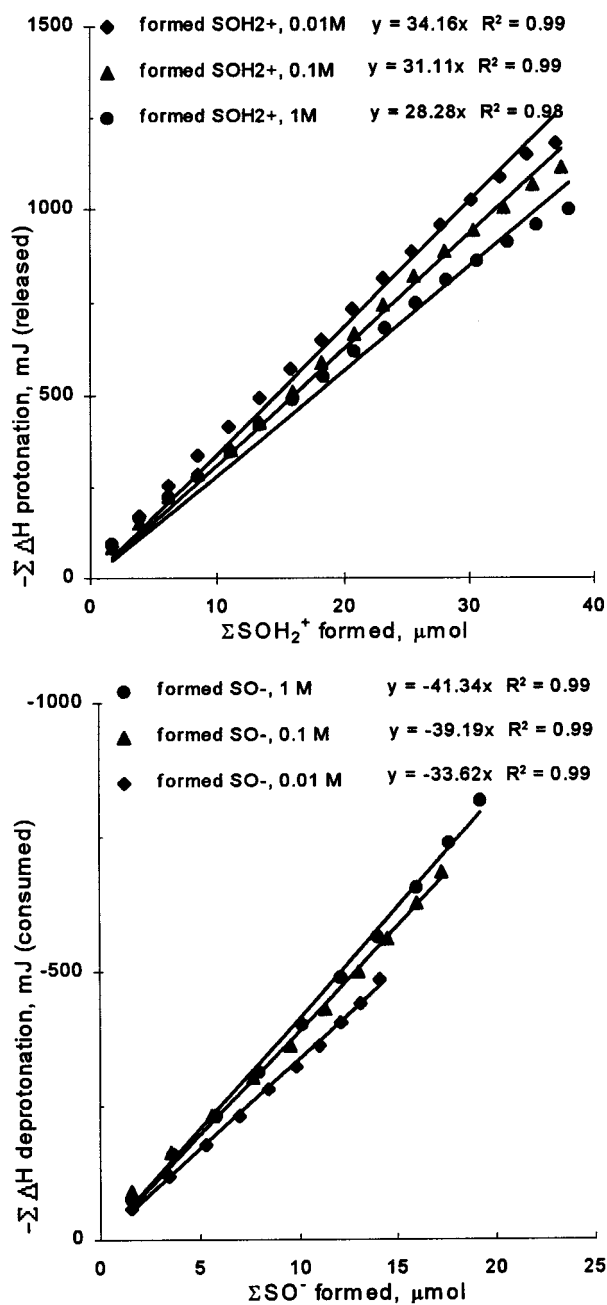 1500
formed SOH2+, 0.01M y = 34.16x R² = 0.99
formed SOH2+, 0.1M y = 31.11x R² = 0.99
formed SOH2+, 1M y = 28.28x R² = 0.98
1000
500
0
–Σ ΔH protonation, mJ (released)
0 10 20 30 40
ΣSOH₂⁺ formed, μmol
-1000
formed SO-, 1 M y = -41.34x R² = 0.99
formed SO-, 0.1 M y = -39.19x R² = 0.99
formed SO-, 0.01 M y = -33.62x R² = 0.99
-500
0
–Σ ΔH deprotonation, mJ (consumed)
0 5 10 15 20 25
ΣSO⁻ formed, μmol